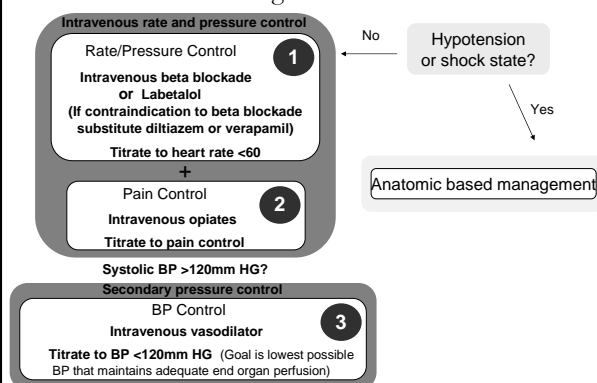 Intravenous rate and pressure control
Rate/Pressure Control
1
Intravenous beta blockade
or Labetalol
(If contraindication to beta blockade
substitute diltiazem or verapamil)
Titrate to heart rate <60
+
Pain Control
2
Intravenous opiates
Titrate to pain control
No
Hypotension
or shock state?
Yes
Anatomic based management
Systolic BP >120mm HG?
Secondary pressure control
BP Control
3
Intravenous vasodilator
Titrate to BP <120mm HG (Goal is lowest possible
BP that maintains adequate end organ perfusion)